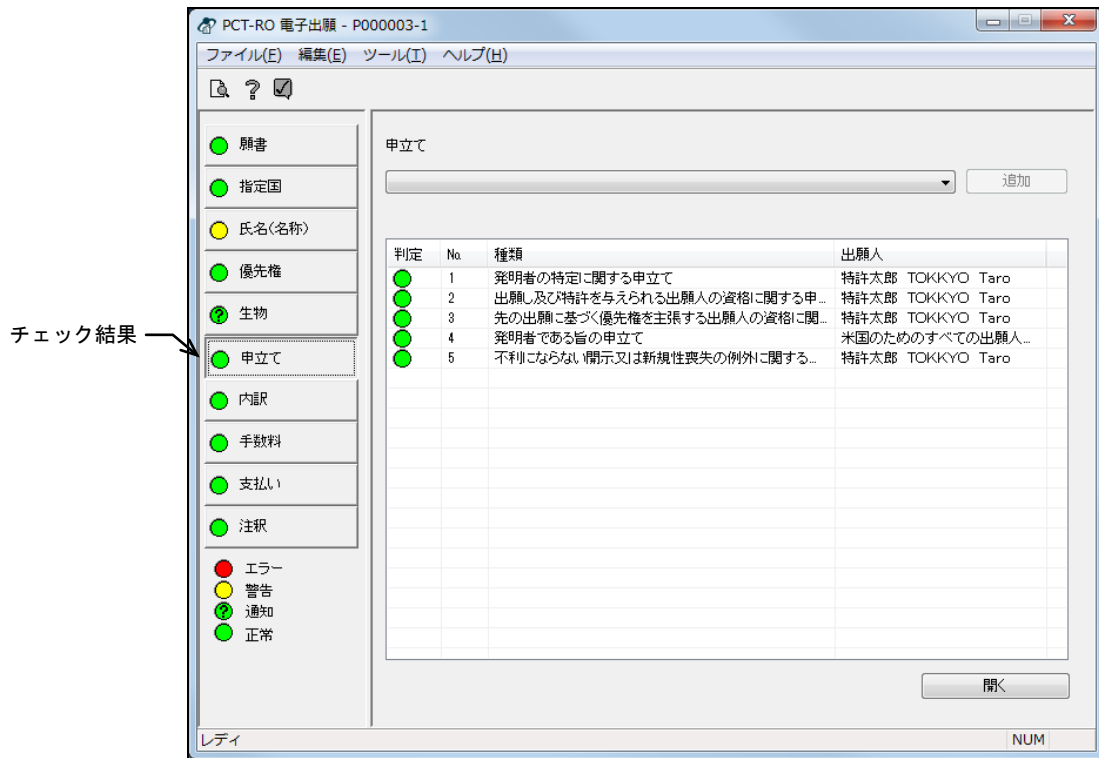 PCT-RO 電子出願 - P000003-1
ファイル(F) 編集(E) ツール(T) ヘルプ(H)
願書
指定国
氏名(名称)
優先権
生物
申立て
内訳
手数料
支払い
注釈
エラー
警告
通知
正常
チェック結果
申立て
追加
判定 No. 種類 出願人
1 発明者の特定に関する申立て 特許太郎 TOKKYO Taro
2 出願し及び特許を与えられる出願人の資格に関する申... 特許太郎 TOKKYO Taro
3 先の出願に基づく優先権を主張する出願人の資格に関... 特許太郎 TOKKYO Taro
4 発明者である旨の申立て 米国のためのすべての出願人...
5 不利にならない開示又は新規性喪失の例外に関する... 特許太郎 TOKKYO Taro
開く
レディ NUM